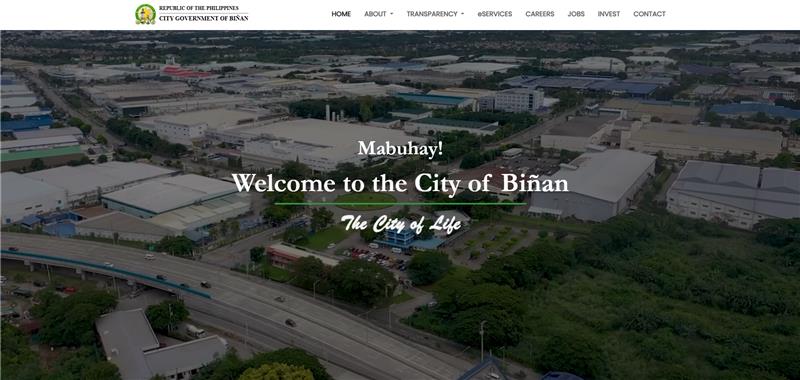 REPUBLIC OF THE PHILIPPINES
CITY GOVERNMENT OF BIÑAN
HOME ABOUT TRANSPARENCY eSERVICES CAREERS JOBS INVEST CONTACT
Mabuhay!
Welcome to the City of Biñan
The City of Life